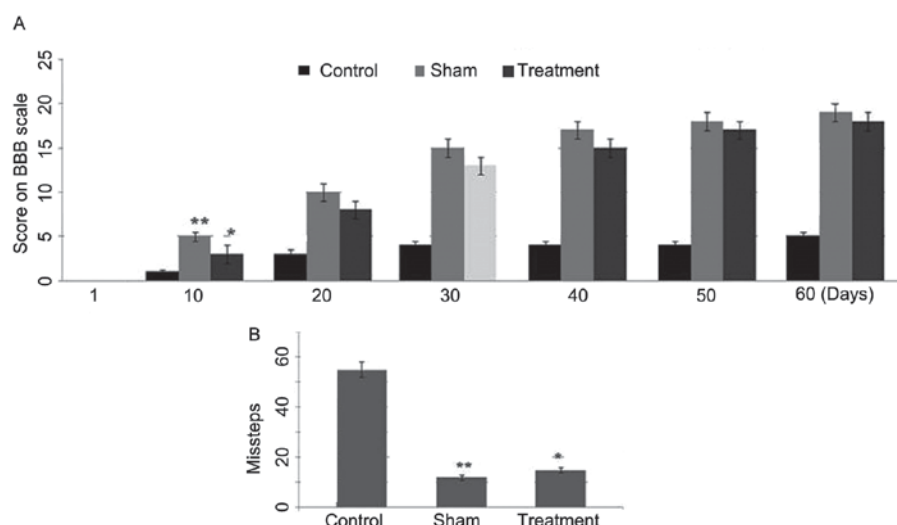 A
Control Sham Treatment
Score on BBB scale
25
20
15
10
5
0
** *
1 10 20 30 40 50 60 (Days)
B
Missteps
60
40
20
0
** *
Control Sham Treatment